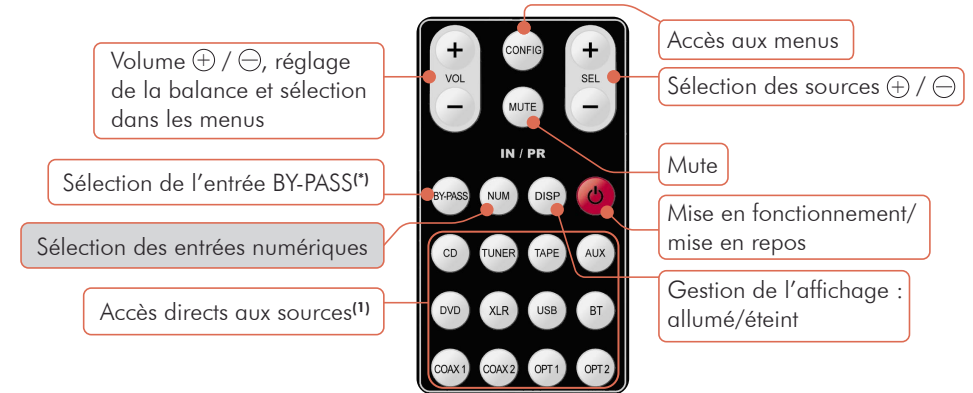 Volume ⊕ / ⊖, réglage
de la balance et sélection
dans les menus
Sélection de l'entrée BY-PASS(*)
Sélection des entrées numériques
Accès directs aux sources(1)
+
VOL
−
CONFIG
MUTE
+
SEL
−
IN / PR
BY-PASS
NUM
DISP
CD
TUNER
TAPE
AUX
DVD
XLR
USB
BT
COAX 1
COAX 2
OPT 1
OPT 2
Accès aux menus
Sélection des sources ⊕ / ⊖
Mute
Mise en fonctionnement/
mise en repos
Gestion de l'affichage :
allumé/éteint